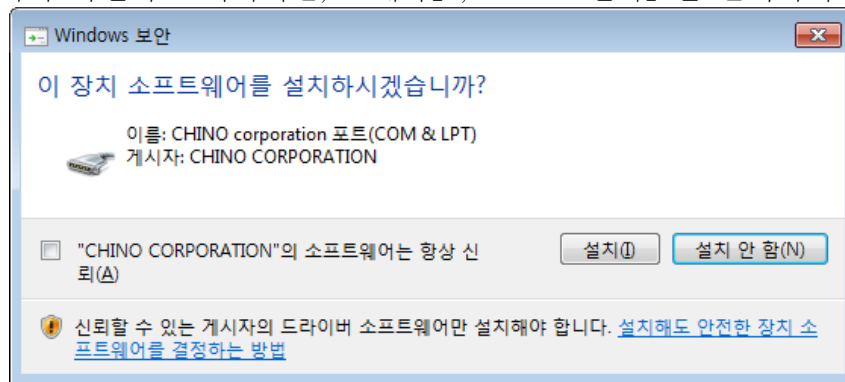 Windows 보안
이 장치 소프트웨어를 설치하시겠습니까?
이름: CHINO corporation 포트(COM & LPT)
게시자: CHINO CORPORATION
"CHINO CORPORATION"의 소프트웨어는 항상 신
뢰(A)
설치(I)
설치 안 함(N)
신뢰할 수 있는 게시자의 드라이버 소프트웨어만 설치해야 합니다. 설치해도 안전한 장치 소
프트웨어를 결정하는 방법